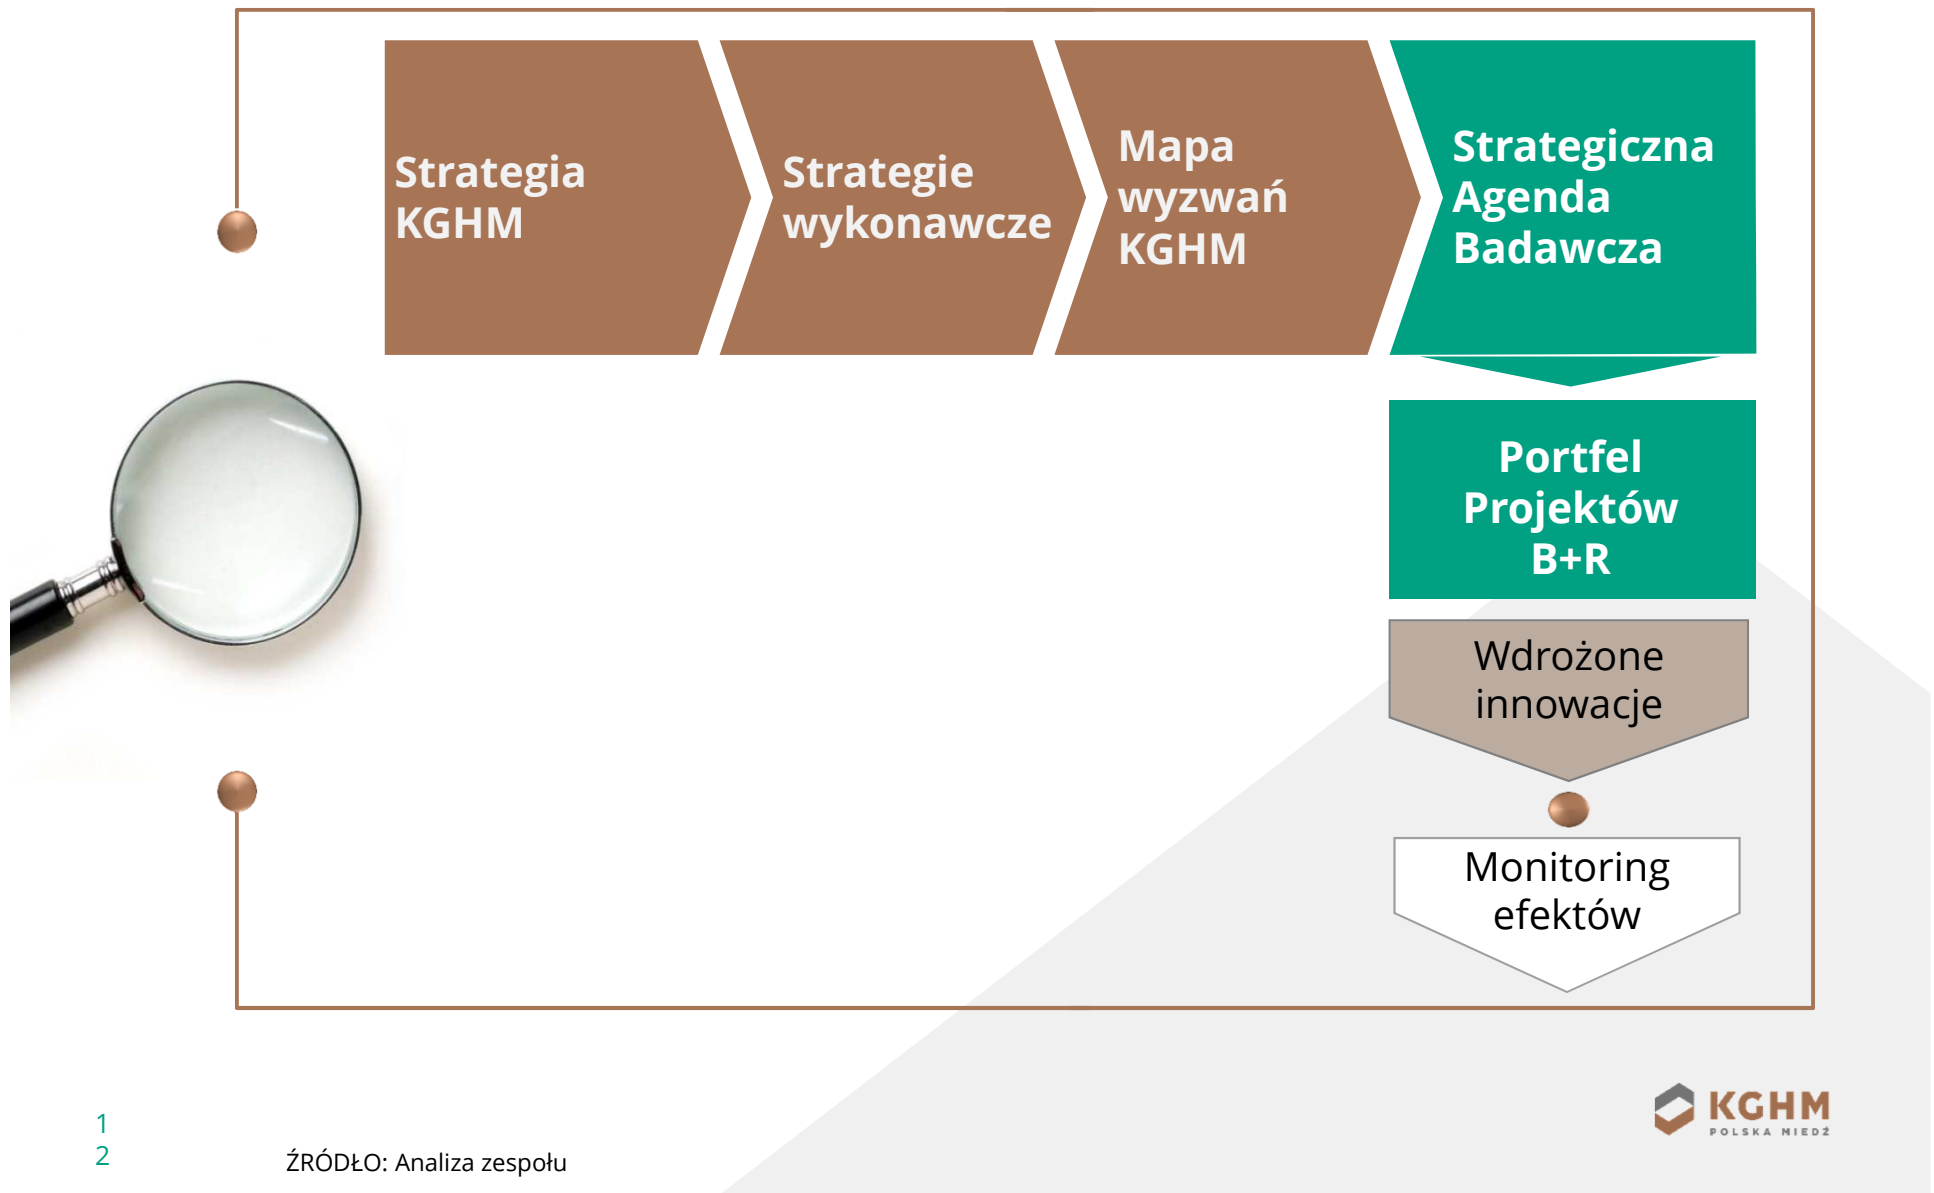 Strategia
KGHM
Strategie
wykonawcze
Mapa
wyzwań
KGHM
Strategiczna
Agenda
Badawcza
Portfel
Projektów
B+R
Wdrożone
innowacje
Monitoring
efektów
KGHM
POLSKA MIEDŹ
1
2
ŹRÓDŁO: Analiza zespołu